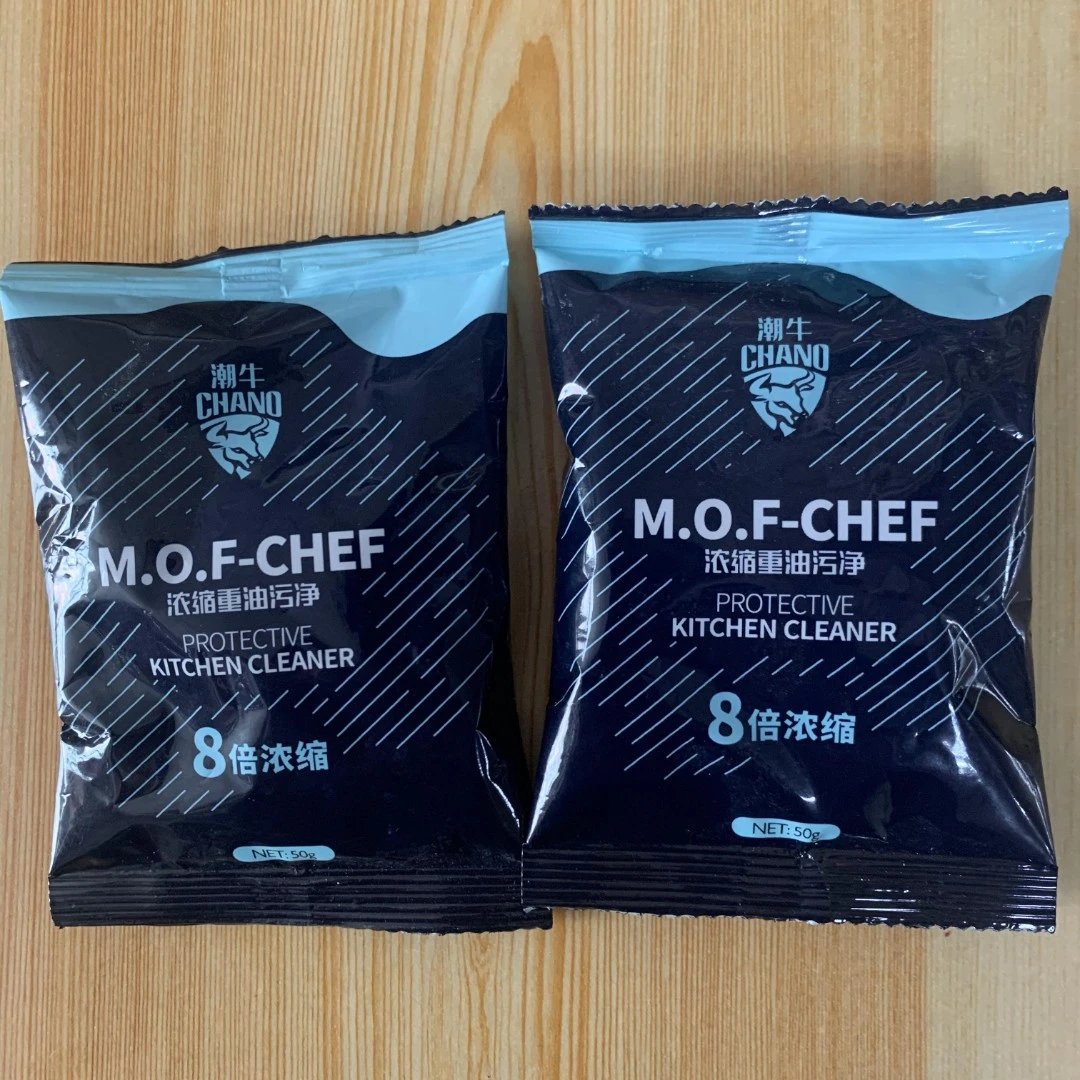 潮牛
CHANO
M.O.F-CHEF
浓缩重油污净
PROTECTIVE
KITCHEN CLEANER
8倍浓缩
NET: 50g
潮牛
CHANO
M.O.F-CHEF
浓缩重油污净
PROTECTIVE
KITCHEN CLEANER
8倍浓缩
NET: 50g